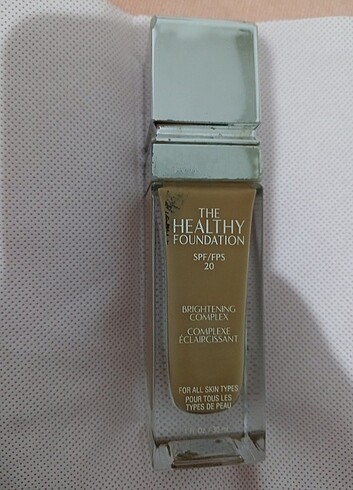 THE
HEALTHY
FOUNDATION
SPF/FPS
20
BRIGHTENING
COMPLEX
COMPLEXE
ÉCLAIRCISSANT
FOR ALL SKIN TYPES
POUR TOUS LES
TYPES DE PEAU